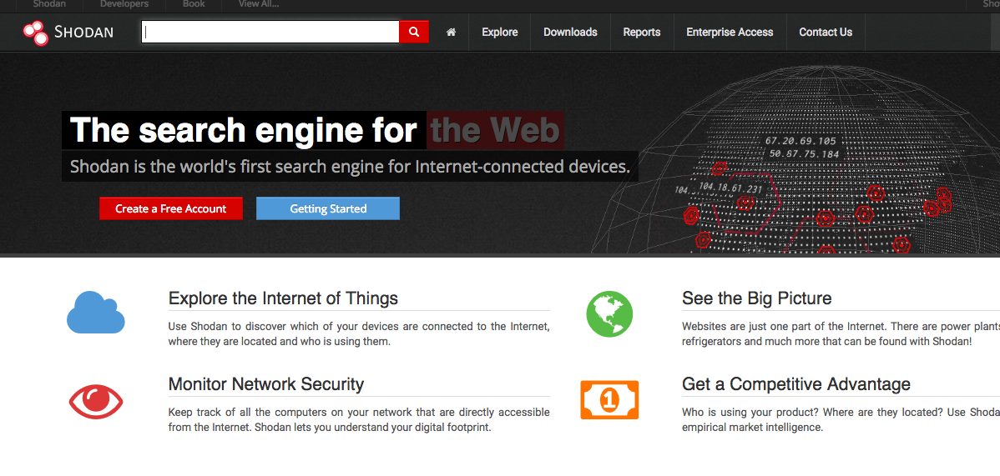 Shodan Developers Book View All... Sho
SHODAN Explore Downloads Reports Enterprise Access Contact Us
The search engine for the Web
Shodan is the world's first search engine for Internet-connected devices.
Create a Free Account Getting Started
67.20.69.105
50.87.75.184
104. 104.18.61.231
Explore the Internet of Things
Use Shodan to discover which of your devices are connected to the Internet,
where they are located and who is using them.
See the Big Picture
Websites are just one part of the Internet. There are power plants
refrigerators and much more that can be found with Shodan!
Monitor Network Security
Keep track of all the computers on your network that are directly accessible
from the Internet. Shodan lets you understand your digital footprint.
1
Get a Competitive Advantage
Who is using your product? Where are they located? Use Shoda
empirical market intelligence.